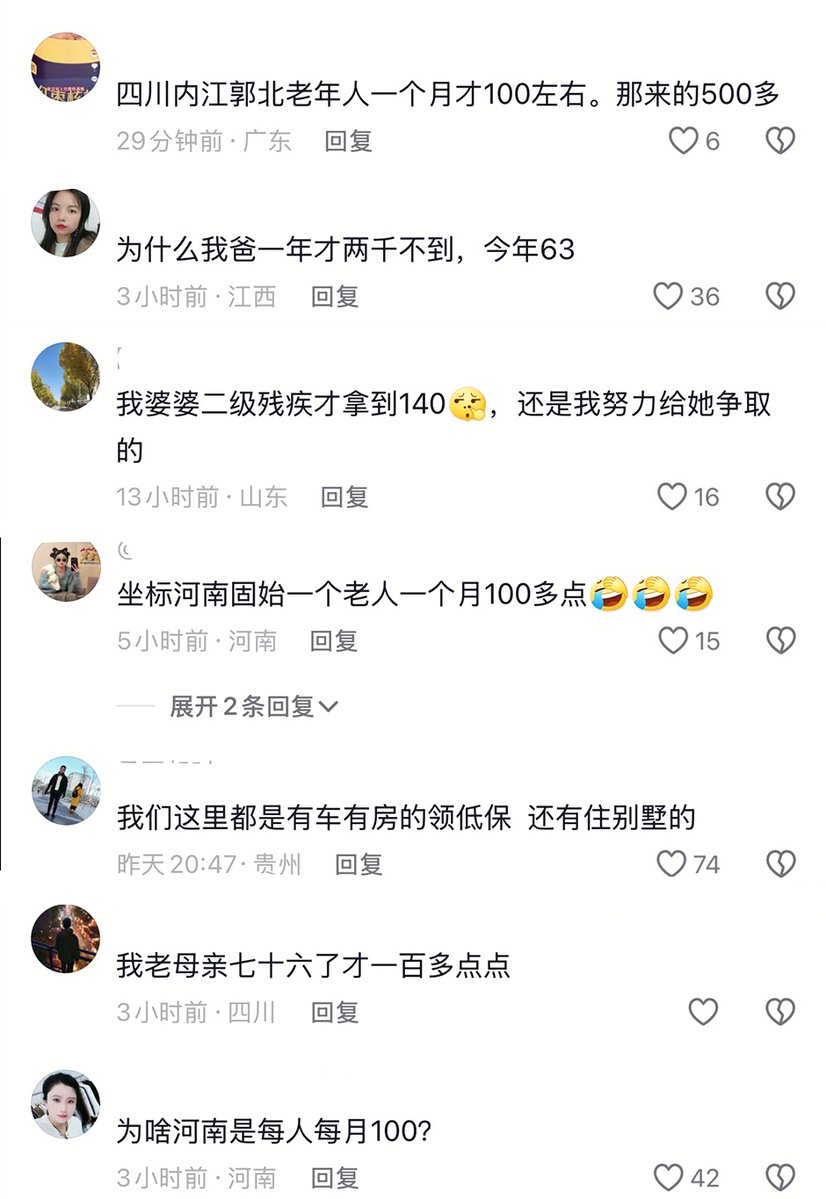 四川内江郭北老年人一个月才100左右。那来的500多
29分钟前·广东 回复 6
为什么我爸一年才两千不到，今年63
3小时前·江西 回复 36
我婆婆二级残疾才拿到140😮‍💨，还是我努力给她争取
的
13小时前·山东 回复 16
坐标河南固始一个老人一个月100多点🤣🤣🤣
5小时前·河南 回复 15
展开2条回复
我们这里都是有车有房的领低保 还有住别墅的
昨天20:47·贵州 回复 74
我老母亲七十六了才一百多点点
3小时前·四川 回复
为啥河南是每人每月100?
3小时前·河南 回复 42